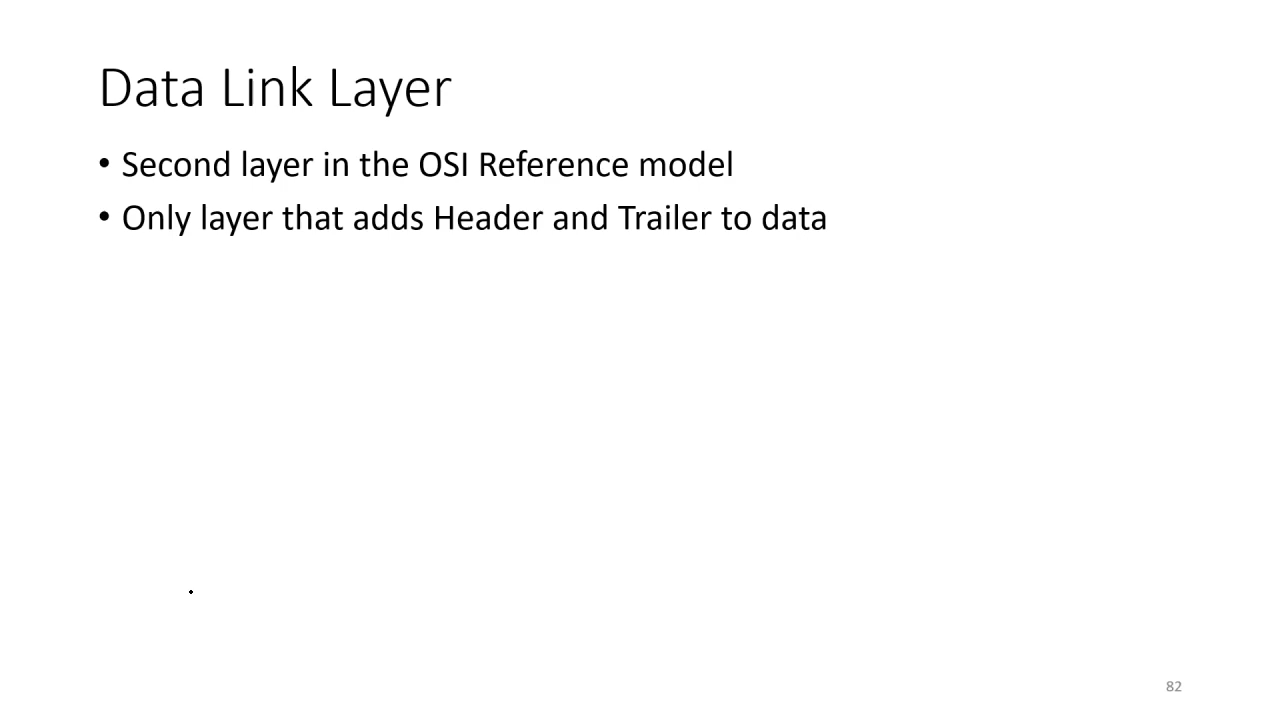 Data Link Layer
• Second layer in the OSI Reference model
• Only layer that adds Header and Trailer to data
82